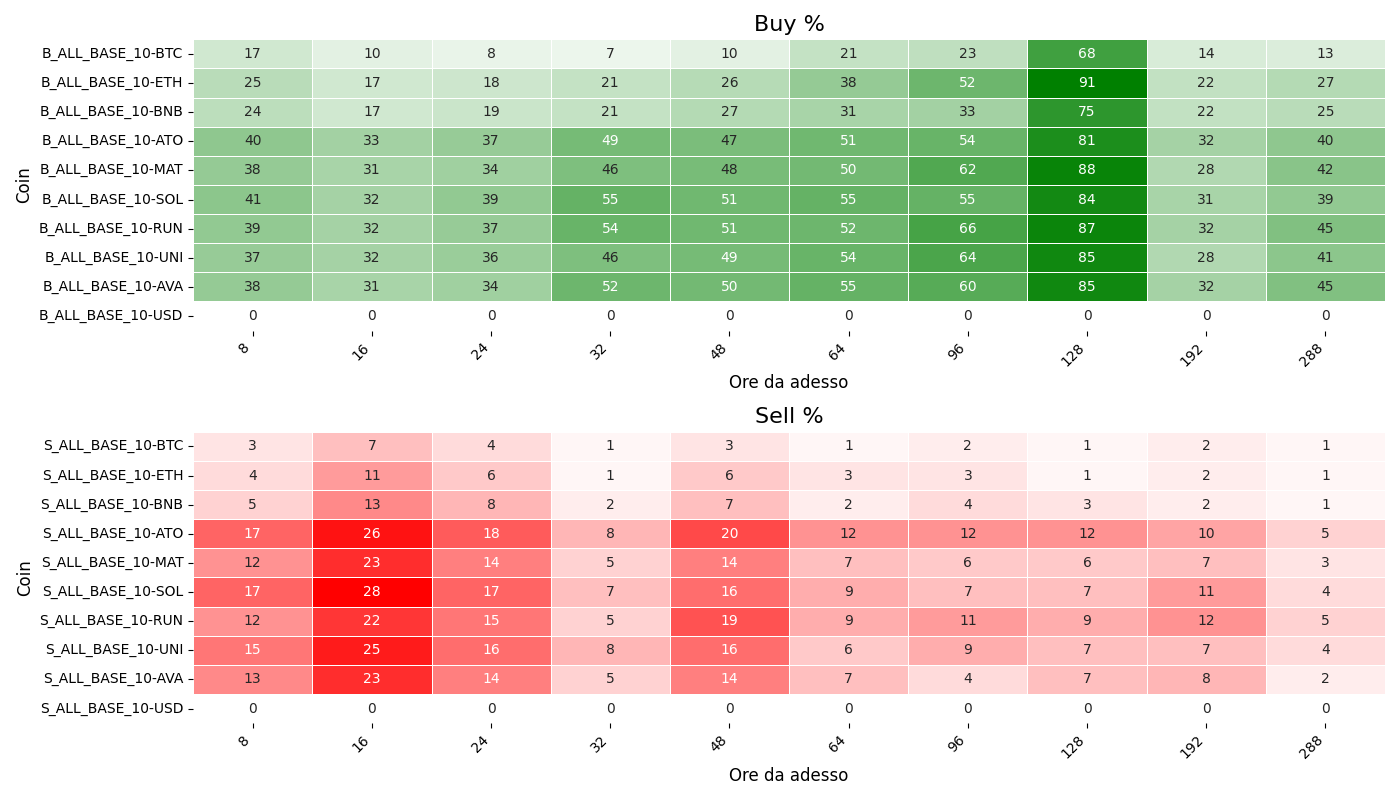 Buy %
Coin
B_ALL_BASE_10-BTC 17 10 8 7 10 21 23 68 14 13
B_ALL_BASE_10-ETH 25 17 18 21 26 38 52 91 22 27
B_ALL_BASE_10-BNB 24 17 19 21 27 31 33 75 22 25
B_ALL_BASE_10-ATO 40 33 37 49 47 51 54 81 32 40
B_ALL_BASE_10-MAT 38 31 34 46 48 50 62 88 28 42
B_ALL_BASE_10-SOL 41 32 39 55 51 55 55 84 31 39
B_ALL_BASE_10-RUN 39 32 37 54 51 52 66 87 32 45
B_ALL_BASE_10-UNI 37 32 36 46 49 54 64 85 28 41
B_ALL_BASE_10-AVA 38 31 34 52 50 55 60 85 32 45
B_ALL_BASE_10-USD 0 0 0 0 0 0 0 0 0 0
8 16 24 32 48 64 96 128 192 288
Ore da adesso
Sell %
Coin
S_ALL_BASE_10-BTC 3 7 4 1 3 1 2 1 2 1
S_ALL_BASE_10-ETH 4 11 6 1 6 3 3 1 2 1
S_ALL_BASE_10-BNB 5 13 8 2 7 2 4 3 2 1
S_ALL_BASE_10-ATO 17 26 18 8 20 12 12 12 10 5
S_ALL_BASE_10-MAT 12 23 14 5 14 7 6 6 7 3
S_ALL_BASE_10-SOL 17 28 17 7 16 9 7 7 11 4
S_ALL_BASE_10-RUN 12 22 15 5 19 9 11 9 12 5
S_ALL_BASE_10-UNI 15 25 16 8 16 6 9 7 7 4
S_ALL_BASE_10-AVA 13 23 14 5 14 7 4 7 8 2
S_ALL_BASE_10-USD 0 0 0 0 0 0 0 0 0 0
8 16 24 32 48 64 96 128 192 288
Ore da adesso